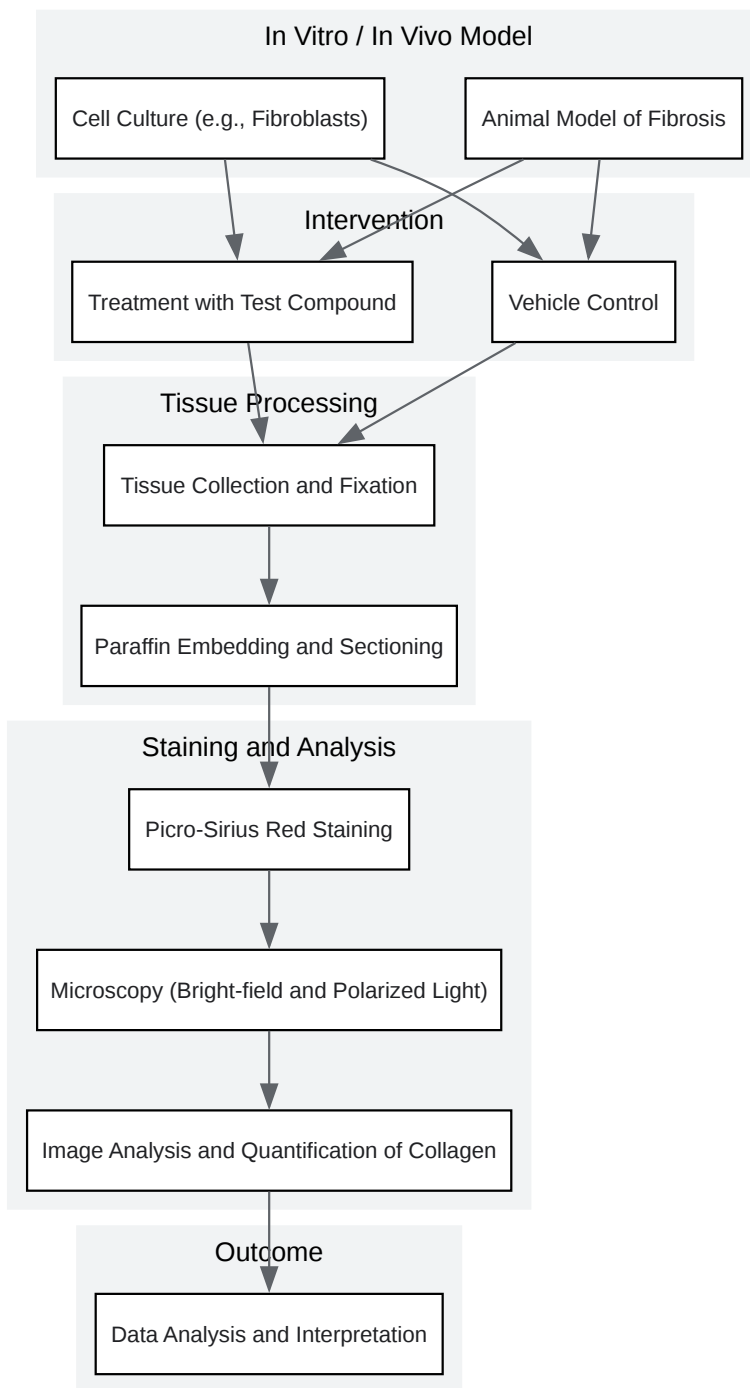 In Vitro / In Vivo Model
Cell Culture (e.g., Fibroblasts)
Animal Model of Fibrosis
Intervention
Treatment with Test Compound
Vehicle Control
Tissue Processing
Tissue Collection and Fixation
Paraffin Embedding and Sectioning
Staining and Analysis
Picro-Sirius Red Staining
Microscopy (Bright-field and Polarized Light)
Image Analysis and Quantification of Collagen
Outcome
Data Analysis and Interpretation